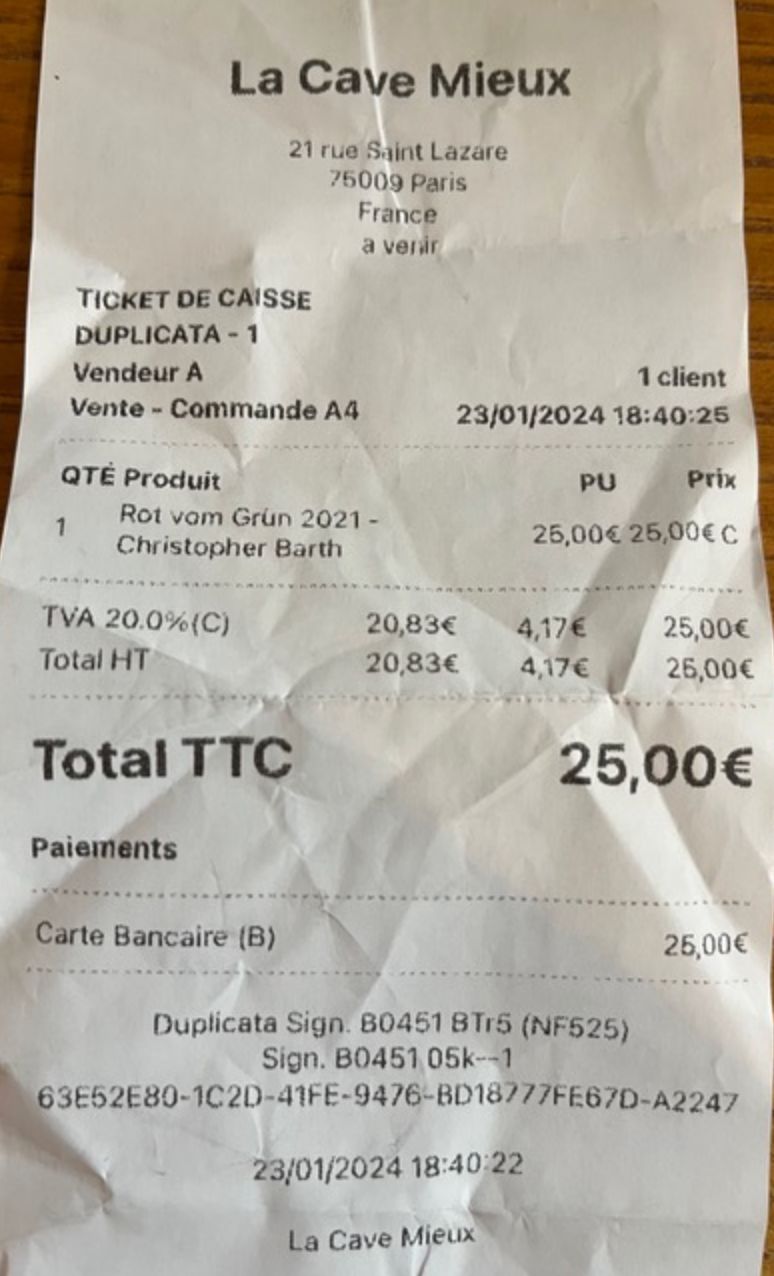 La Cave Mieux
21 rue Saint Lazare
75009 Paris
France
a venir
TICKET DE CAISSE
DUPLICATA - 1
Vendeur A 1 client
Vente - Commande A4 23/01/2024 18:40:25
QTÉ Produit PU Prix
1 Rot vom Grün 2021 - Christopher Barth 25,00€ 25,00€ C
TVA 20.0%(C) 20,83€ 4,17€ 25,00€
Total HT 20,83€ 4,17€ 25,00€
Total TTC 25,00€
Paiements
Carte Bancaire (B) 25,00€
Duplicata Sign. B0451 BTr5 (NF525)
Sign. B0451 05k--1
63E52E80-1C2D-41FE-9476-BD18777FE67D-A2247
23/01/2024 18:40:22
La Cave Mieux